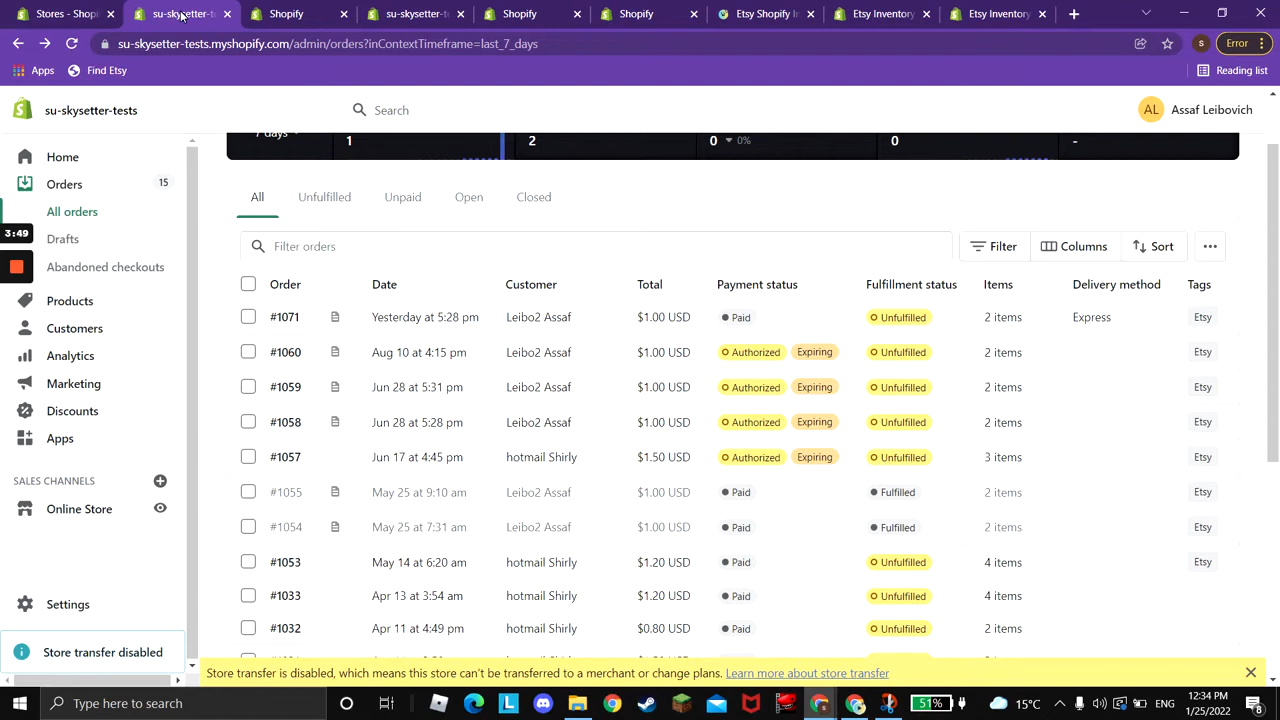 Stores - Shopi
su-skysetter-te
Shopify
su-skysetter-te
Shopify
Shopify
Etsy Shopify In
Etsy Inventory
Etsy Inventory
su-skysetter-tests.myshopify.com/admin/orders?inContextTimeframe=last_7_days
S
Error
Apps
Find Etsy
Reading list
su-skysetter-tests
Search
AL
Assaf Leibovich
7 days
1
2
0 0%
0
-
Home
Orders 15
All orders
Drafts
3:49
Abandoned checkouts
Products
Customers
Analytics
Marketing
Discounts
Apps
SALES CHANNELS
Online Store
Settings
Store transfer disabled
All Unfulfilled Unpaid Open Closed
Filter orders
Filter
Columns
Sort
Order Date Customer Total Payment status Fulfillment status Items Delivery method Tags
#1071 Yesterday at 5:28 pm Leibo2 Assaf $1.00 USD Paid Unfulfilled 2 items Express Etsy
#1060 Aug 10 at 4:15 pm Leibo2 Assaf $1.00 USD Authorized Expiring Unfulfilled 2 items Etsy
#1059 Jun 28 at 5:31 pm Leibo2 Assaf $1.00 USD Authorized Expiring Unfulfilled 2 items Etsy
#1058 Jun 28 at 5:28 pm Leibo2 Assaf $1.00 USD Authorized Expiring Unfulfilled 2 items Etsy
#1057 Jun 17 at 4:45 pm hotmail Shirly $1.50 USD Authorized Expiring Unfulfilled 3 items Etsy
#1055 May 25 at 9:10 am Leibo2 Assaf $1.00 USD Paid Fulfilled 2 items Etsy
#1054 May 25 at 7:31 am Leibo2 Assaf $1.00 USD Paid Fulfilled 2 items Etsy
#1053 May 14 at 6:20 am hotmail Shirly $1.20 USD Paid Unfulfilled 4 items Etsy
#1033 Apr 13 at 3:54 am hotmail Shirly $1.20 USD Paid Unfulfilled 4 items
#1032 Apr 11 at 4:49 pm hotmail Shirly $0.80 USD Paid Unfulfilled 2 items
Store transfer is disabled, which means this store can't be transferred to a merchant or change plans. Learn more about store transfer
Type here to search
51%
15°C
ENG
12:34 PM
1/25/2022
8